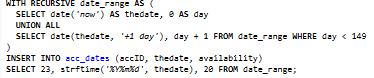 WITH RECURSIVE date_range AS (
SELECT date('now') AS thedate, 0 AS day
UNION ALL
SELECT date(thedate, '+1 day'), day + 1 FROM date_range WHERE day < 149
)
INSERT INTO acc_dates (accID, thedate, availability)
SELECT 23, strftime('%Y%m%d', thedate), 20 FROM date_range;